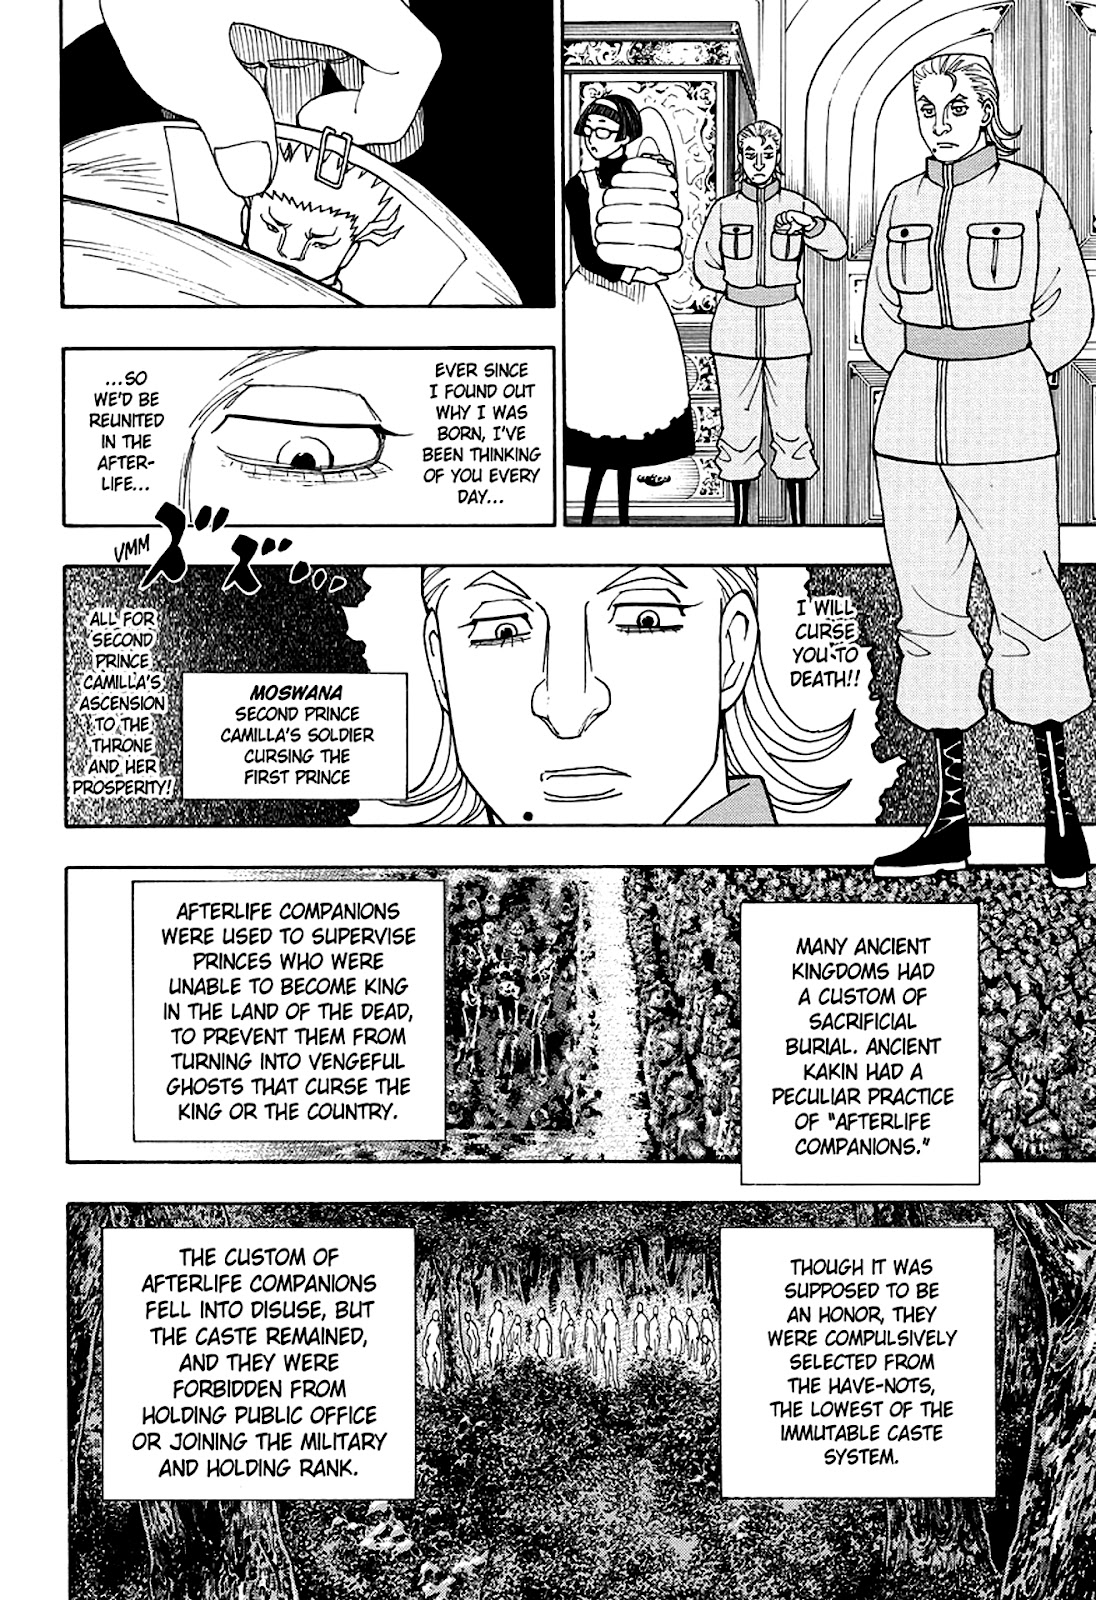 EVER SINCE
I FOUND OUT
WHY I WAS
BORN, I'VE
BEEN THINKING
OF YOU EVERY
DAY...
...SO
WE'D BE
REUNITED
IN THE
AFTER-
LIFE...
VMM
ズズ...
I WILL
CURSE
YOU TO
DEATH!!
MOSWANA
SECOND PRINCE
CAMILLA'S SOLDIER
CURSING THE
FIRST PRINCE
ALL FOR
SECOND
PRINCE
CAMILLA'S
ASCENSION
TO THE
THRONE
AND HER
PROSPERITY!
MANY ANCIENT
KINGDOMS HAD
A CUSTOM OF
SACRIFICIAL
BURIAL. ANCIENT
KAKIN HAD A
PECULIAR PRACTICE
OF "AFTERLIFE
COMPANIONS."
AFTERLIFE COMPANIONS
WERE USED TO SUPERVISE
PRINCES WHO WERE
UNABLE TO BECOME KING
IN THE LAND OF THE DEAD,
TO PREVENT THEM FROM
TURNING INTO VENGEFUL
GHOSTS THAT CURSE THE
KING OR THE COUNTRY.
THOUGH IT WAS
SUPPOSED TO BE
AN HONOR, THEY
WERE COMPULSIVELY
SELECTED FROM
THE HAVE-NOTS,
THE LOWEST OF THE
IMMUTABLE CASTE
SYSTEM.
THE CUSTOM OF
AFTERLIFE COMPANIONS
FELL INTO DISUSE, BUT
THE CASTE REMAINED,
AND THEY WERE
FORBIDDEN FROM
HOLDING PUBLIC OFFICE
OR JOINING THE MILITARY
AND HOLDING RANK.